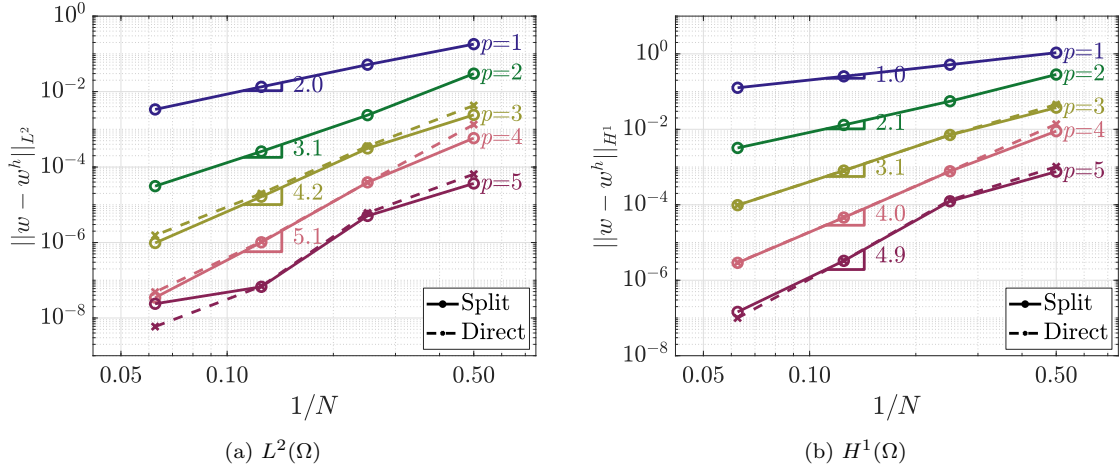 10^0
10^{-2}
10^{-4}
10^{-6}
10^{-8}
||w − w^h||_{L^2}
p=1
p=2
p=3
p=4
p=5
2.0
3.1
4.2
5.1
Split
Direct
0.05 0.10 0.50
1/N
(a) L^2(Ω)
10^0
10^{-2}
10^{-4}
10^{-6}
10^{-8}
||w − w^h||_{H^1}
p=1
p=2
p=3
p=4
p=5
1.0
2.1
3.1
4.0
4.9
Split
Direct
0.05 0.10 0.50
1/N
(b) H^1(Ω)